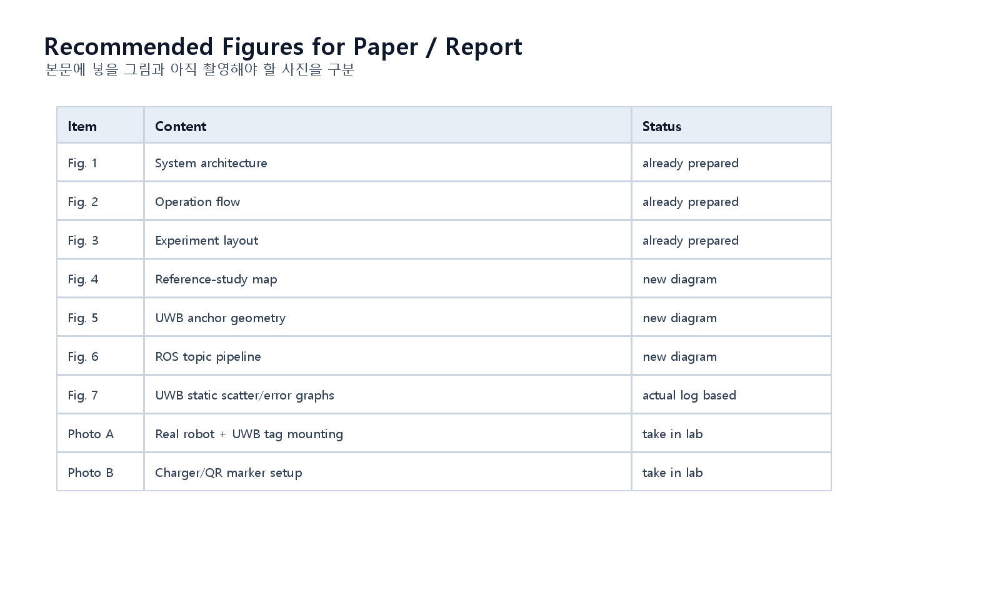 Recommended Figures for Paper / Report
본문에 넣을 그림과 아직 촬영해야 할 사진을 구분
Item Content Status
Fig. 1 System architecture already prepared
Fig. 2 Operation flow already prepared
Fig. 3 Experiment layout already prepared
Fig. 4 Reference-study map new diagram
Fig. 5 UWB anchor geometry new diagram
Fig. 6 ROS topic pipeline new diagram
Fig. 7 UWB static scatter/error graphs actual log based
Photo A Real robot + UWB tag mounting take in lab
Photo B Charger/QR marker setup take in lab